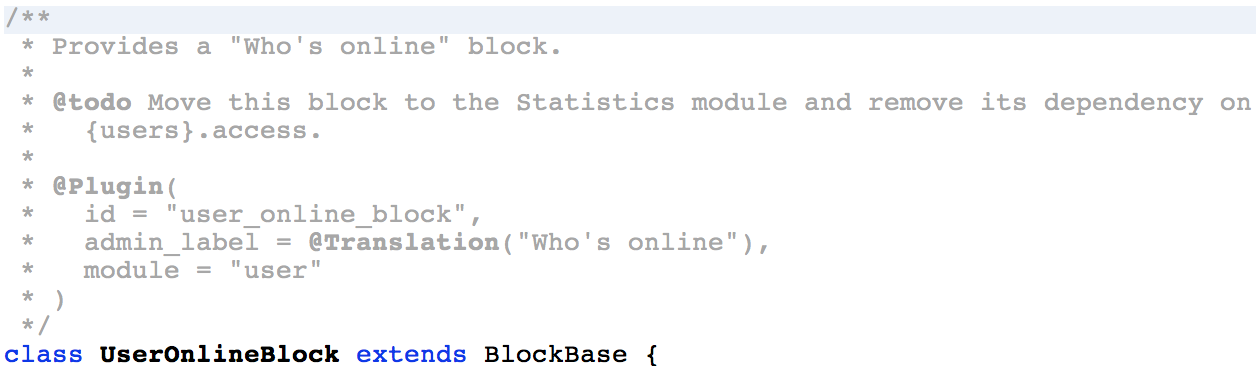 /**
 * Provides a "Who's online" block.
 *
 * @todo Move this block to the Statistics module and remove its dependency on
 *   {users}.access.
 *
 * @Plugin(
 *   id = "user_online_block",
 *   admin_label = @Translation("Who's online"),
 *   module = "user"
 * )
 */
class UserOnlineBlock extends BlockBase {